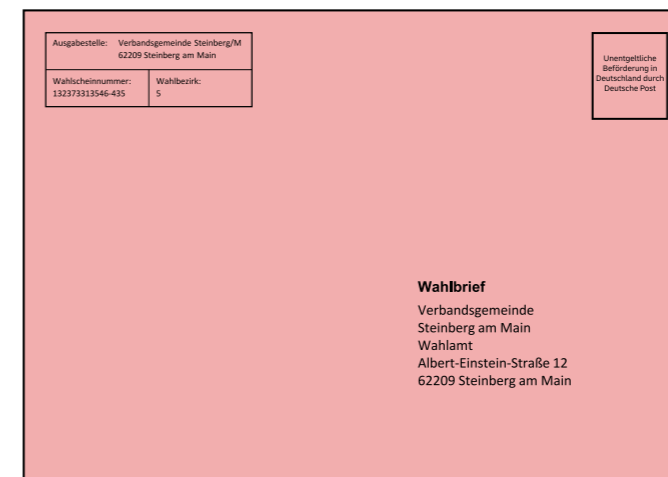 Ausgabestelle: Verbandsgemeinde Steinberg/M
62209 Steinberg am Main
Wahlscheinnummer:
132373313546-435
Wahlbezirk:
5
Unentgeltliche
Beförderung in
Deutschland durch
Deutsche Post
Wahlbrief
Verbandsgemeinde
Steinberg am Main
Wahlamt
Albert-Einstein-Straße 12
62209 Steinberg am Main